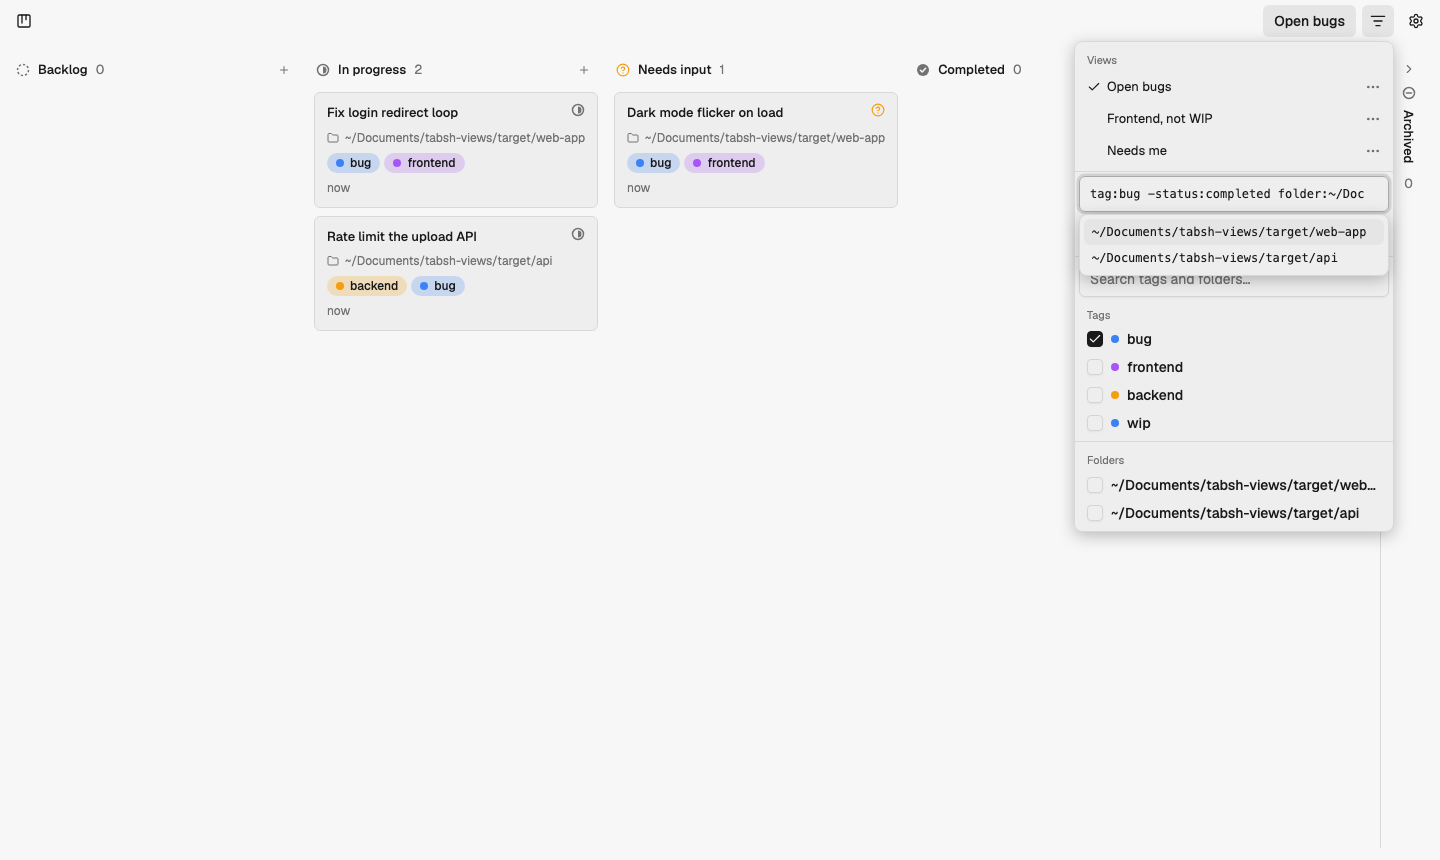 Open bugs
Backlog 0
In progress 2
Needs input 1
Completed 0
Fix login redirect loop
~/Documents/tabsh-views/target/web-app
bug frontend
now
Rate limit the upload API
~/Documents/tabsh-views/target/api
backend bug
now
Dark mode flicker on load
~/Documents/tabsh-views/target/web-app
bug frontend
now
Views
Open bugs
Frontend, not WIP
Needs me
tag:bug -status:completed folder:~/Doc
~/Documents/tabsh-views/target/web-app
~/Documents/tabsh-views/target/api
Search tags and folders…
Tags
bug
frontend
backend
wip
Folders
~/Documents/tabsh-views/target/web…
~/Documents/tabsh-views/target/api
Archived
0